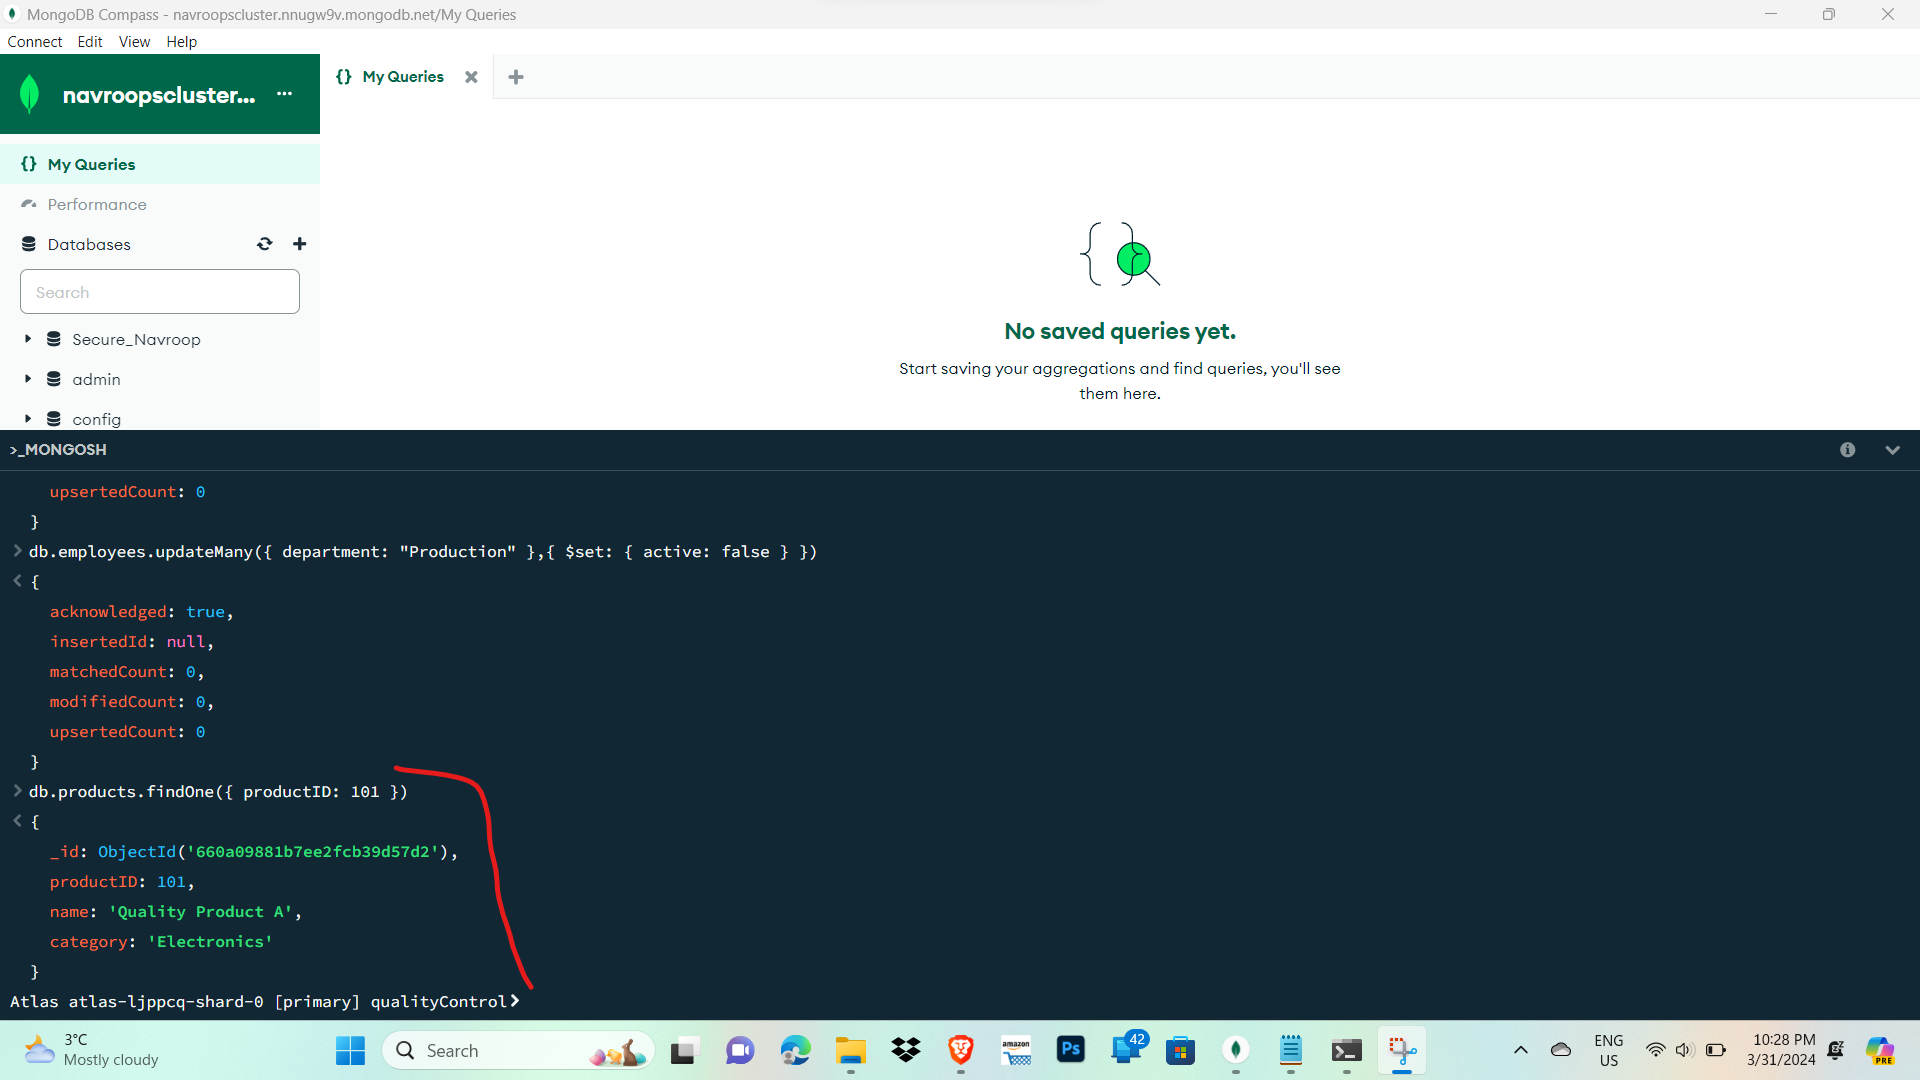 MongoDB Compass - navroopscluster.nnugw9v.mongodb.net/My Queries
Connect Edit View Help
navroopscluster...
{} My Queries
{} My Queries
Performance
Databases
Search
Secure_Navroop
admin
config
No saved queries yet.
Start saving your aggregations and find queries, you'll see
them here.
>_MONGOSH
upsertedCount: 0
}
> db.employees.updateMany({ department: "Production" },{ $set: { active: false } })
< {
acknowledged: true,
insertedId: null,
matchedCount: 0,
modifiedCount: 0,
upsertedCount: 0
}
> db.products.findOne({ productID: 101 })
< {
_id: ObjectId('660a09881b7ee2fcb39d57d2'),
productID: 101,
name: 'Quality Product A',
category: 'Electronics'
}
Atlas atlas-ljppcq-shard-0 [primary] qualityControl>
3°C
Mostly cloudy
Search
amazon
Ps
42
ENG
US
10:28 PM
3/31/2024
PRE